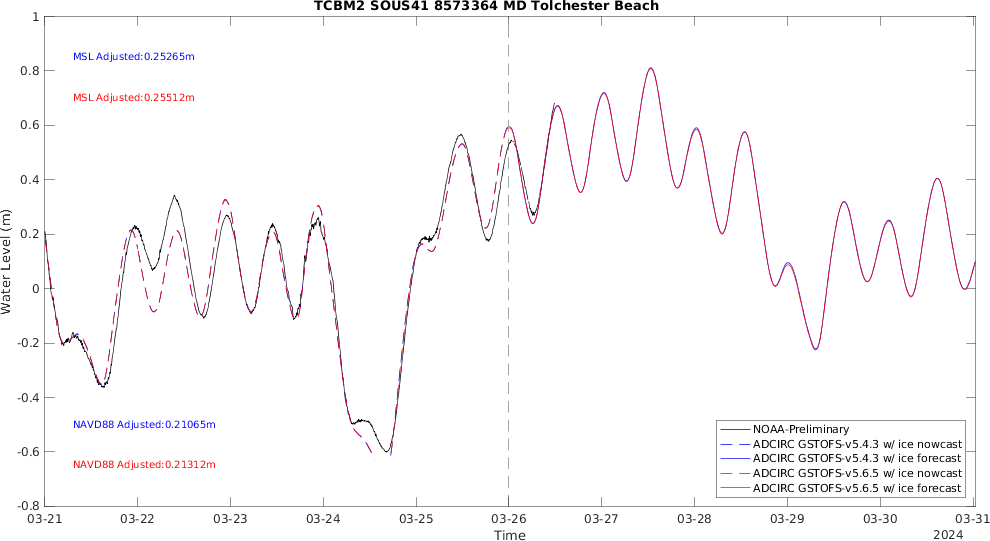 TCBM2 SOUS41 8573364 MD Tolchester Beach
1
0.8
0.6
0.4
0.2
0
-0.2
-0.4
-0.6
-0.8
Water Level (m)
MSL Adjusted:0.25265m
MSL Adjusted:0.25512m
NAVD88 Adjusted:0.21065m
NAVD88 Adjusted:0.21312m
NOAA-Preliminary
ADCIRC GSTOFS-v5.4.3 w/ ice nowcast
ADCIRC GSTOFS-v5.4.3 w/ ice forecast
ADCIRC GSTOFS-v5.6.5 w/ ice nowcast
ADCIRC GSTOFS-v5.6.5 w/ ice forecast
03-21 03-22 03-23 03-24 03-25 03-26 03-27 03-28 03-29 03-30 03-31
Time
2024